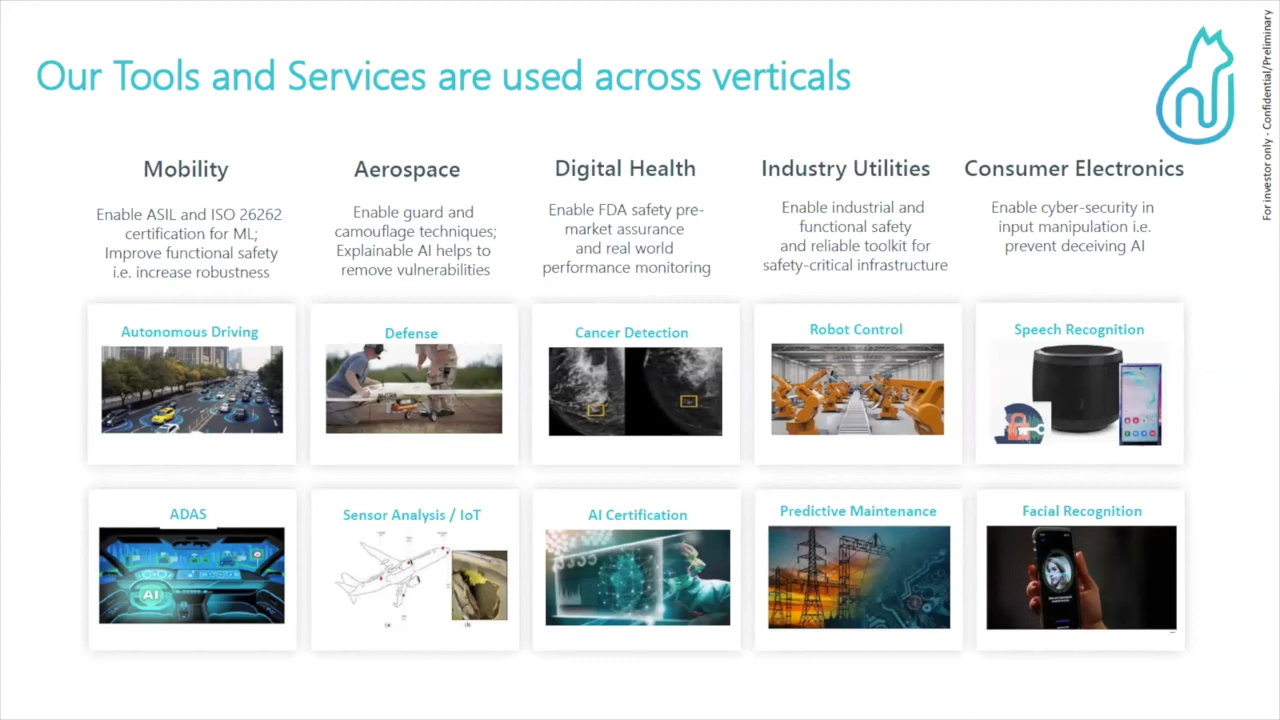 Our Tools and Services are used across verticals
For investor only - Confidential/Preliminary
Mobility
Enable ASIL and ISO 26262
certification for ML;
Improve functional safety
i.e. increase robustness
Aerospace
Enable guard and
camouflage techniques;
Explainable AI helps to
remove vulnerabilities
Digital Health
Enable FDA safety pre-
market assurance
and real world
performance monitoring
Industry Utilities
Enable industrial and
functional safety
and reliable toolkit for
safety-critical infrastructure
Consumer Electronics
Enable cyber-security in
input manipulation i.e.
prevent deceiving AI
Autonomous Driving
Defense
Cancer Detection
Robot Control
Speech Recognition
ADAS
AI
Sensor Analysis / IoT
(a)
(b)
AI Certification
Predictive Maintenance
Facial Recognition